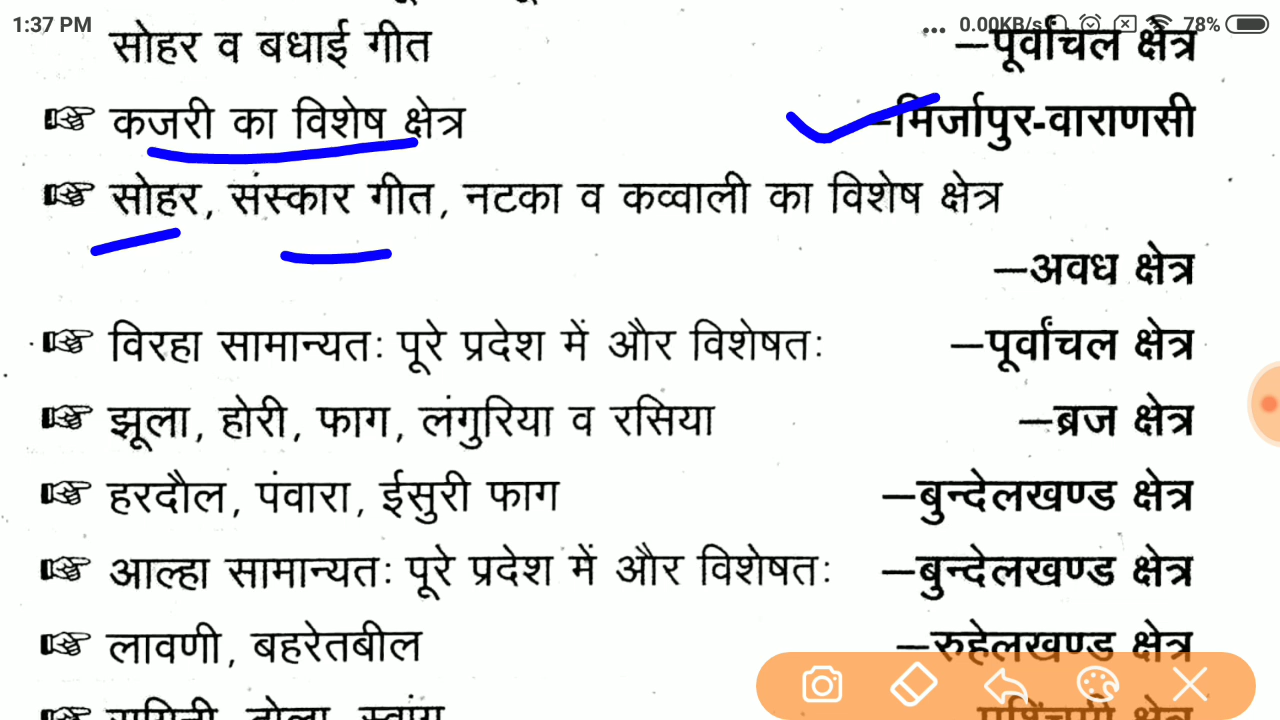 1:37 PM ... 0.00KB/s 78%
सोहर व बधाई गीत —पूर्वांचल क्षेत्र
कजरी का विशेष क्षेत्र —मिर्जापुर-वाराणसी
सोहर, संस्कार गीत, नटका व कव्वाली का विशेष क्षेत्र
—अवध क्षेत्र
विरहा सामान्यतः पूरे प्रदेश में और विशेषतः —पूर्वांचल क्षेत्र
झूला, होरी, फाग, लंगुरिया व रसिया —ब्रज क्षेत्र
हरदौल, पंवारा, ईसुरी फाग —बुन्देलखण्ड क्षेत्र
आल्हा सामान्यतः पूरे प्रदेश में और विशेषतः —बुन्देलखण्ड क्षेत्र
लावणी, बहरेतबील —रुहेलखण्ड क्षेत्र